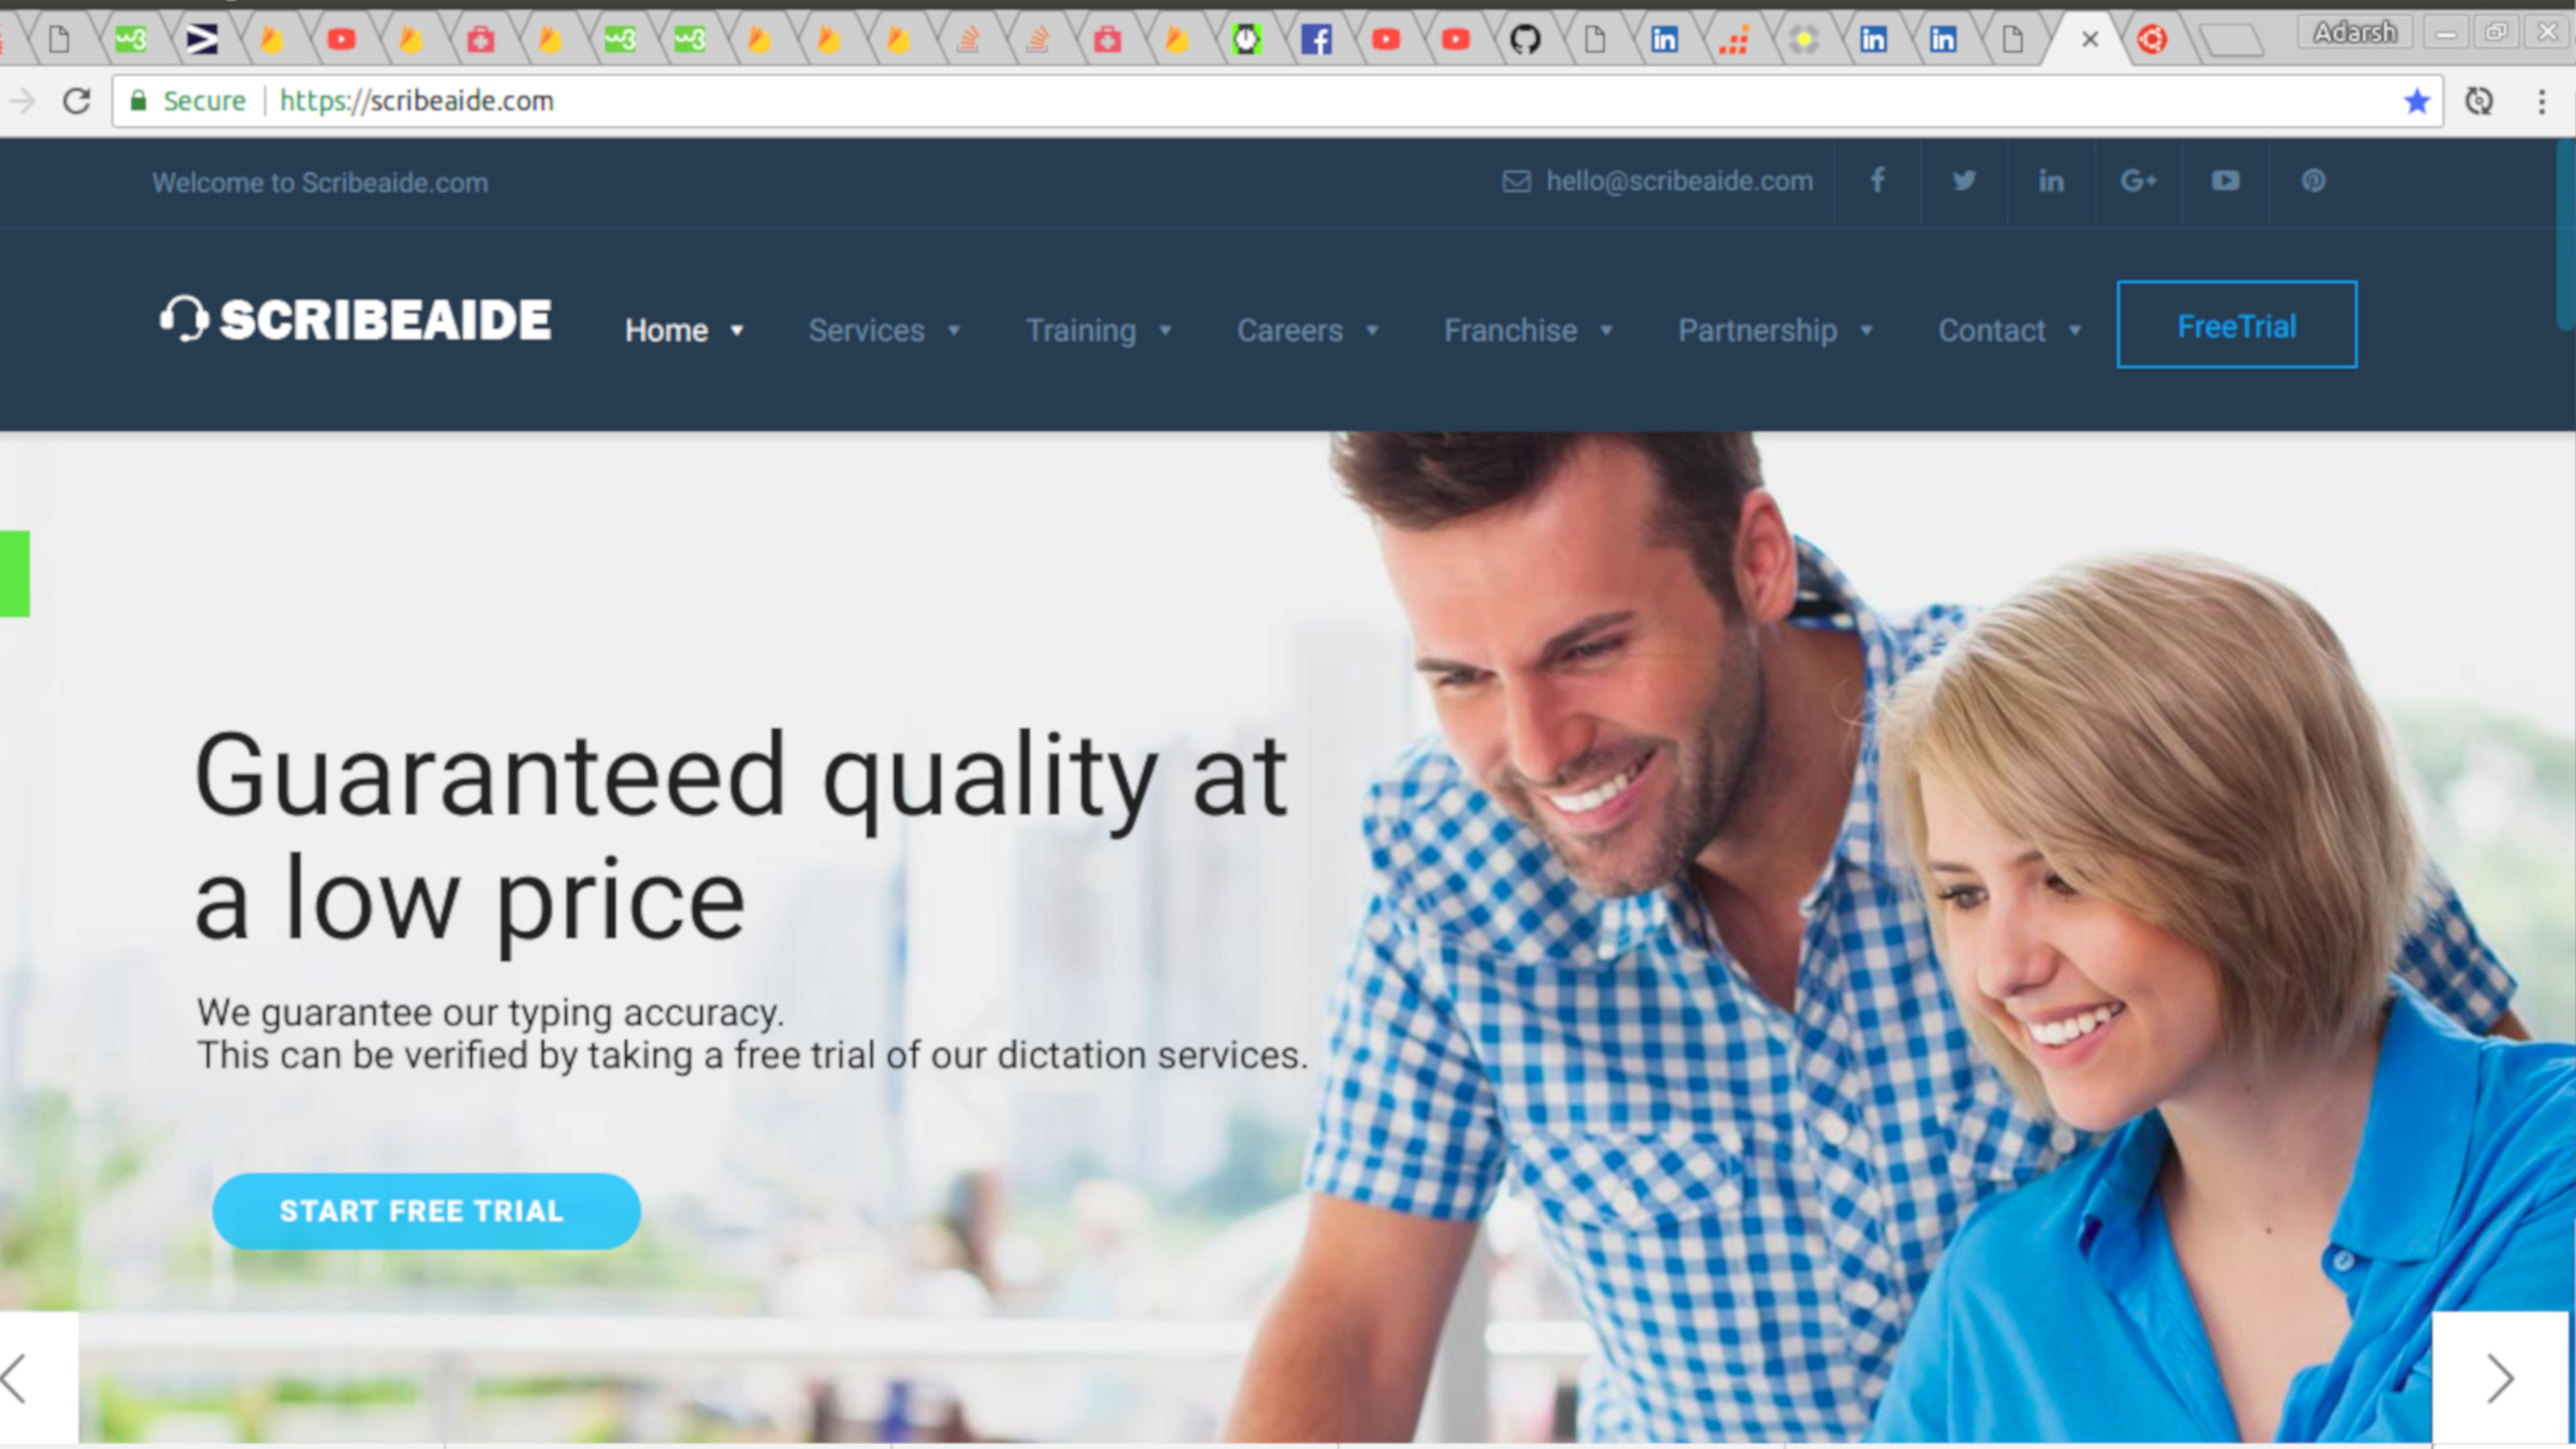 Adarsh
Secure https://scribeaide.com
Welcome to Scribeaide.com
hello@scribeaide.com
SCRIBEAIDE
Home
Services
Training
Careers
Franchise
Partnership
Contact
FreeTrial
Guaranteed quality at
a low price
We guarantee our typing accuracy.
This can be verified by taking a free trial of our dictation services.
START FREE TRIAL